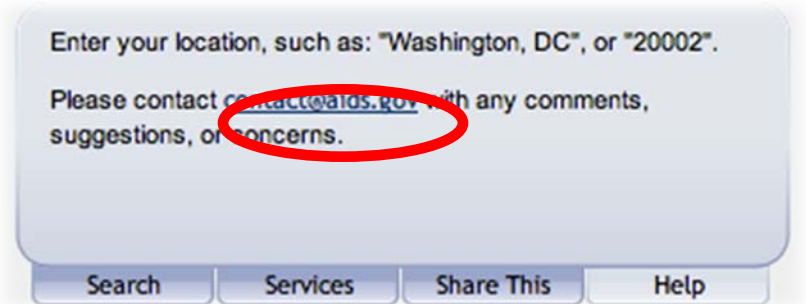 Enter your location, such as: "Washington, DC", or "20002".
Please contact contact@aids.gov with any comments,
suggestions, or concerns.
Search Services Share This Help